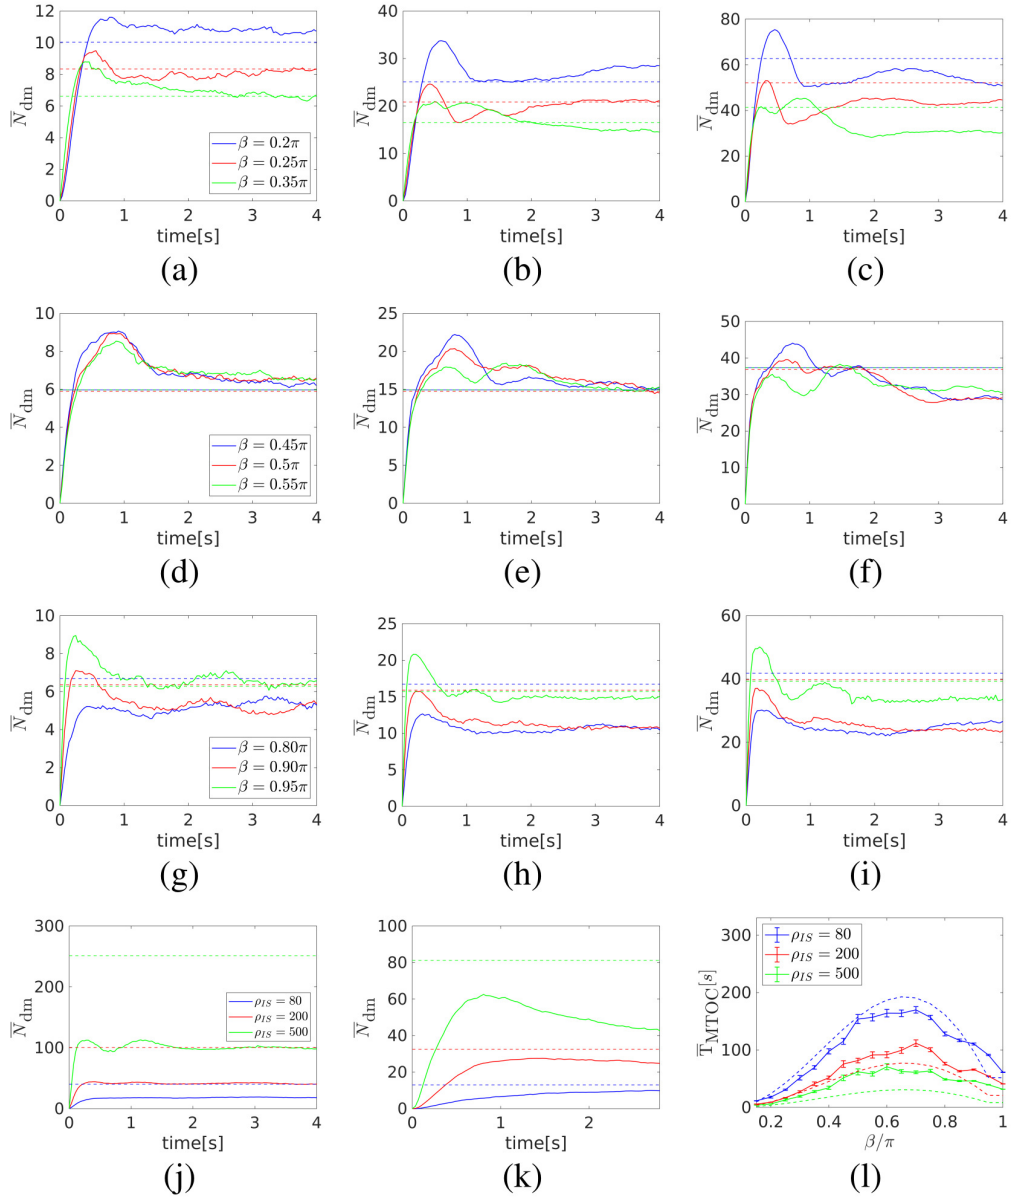 N̅dm
12
10
8
6
4
2
0
0 1 2 3 4
time[s]
β = 0.2π
β = 0.25π
β = 0.35π
(a)
N̅dm
40
30
20
10
0
0 1 2 3 4
time[s]
(b)
N̅dm
80
60
40
20
0
0 1 2 3 4
time[s]
(c)
N̅dm
10
8
6
4
2
0
0 1 2 3 4
time[s]
β = 0.45π
β = 0.5π
β = 0.55π
(d)
N̅dm
25
20
15
10
5
0
0 1 2 3 4
time[s]
(e)
N̅dm
50
40
30
20
10
0
0 1 2 3 4
time[s]
(f)
N̅dm
10
8
6
4
2
0
0 1 2 3 4
time[s]
β = 0.80π
β = 0.90π
β = 0.95π
(g)
N̅dm
25
20
15
10
5
0
0 1 2 3 4
time[s]
(h)
N̅dm
60
40
20
0
0 1 2 3 4
time[s]
(i)
N̅dm
300
200
100
0
0 1 2 3 4
time[s]
ρIS = 80
ρIS = 200
ρIS = 500
(j)
N̅dm
100
80
60
40
20
0
0 1 2
time[s]
(k)
T̅MTOC[s]
300
200
100
0
0.2 0.4 0.6 0.8 1
β/π
ρIS = 80
ρIS = 200
ρIS = 500
(l)